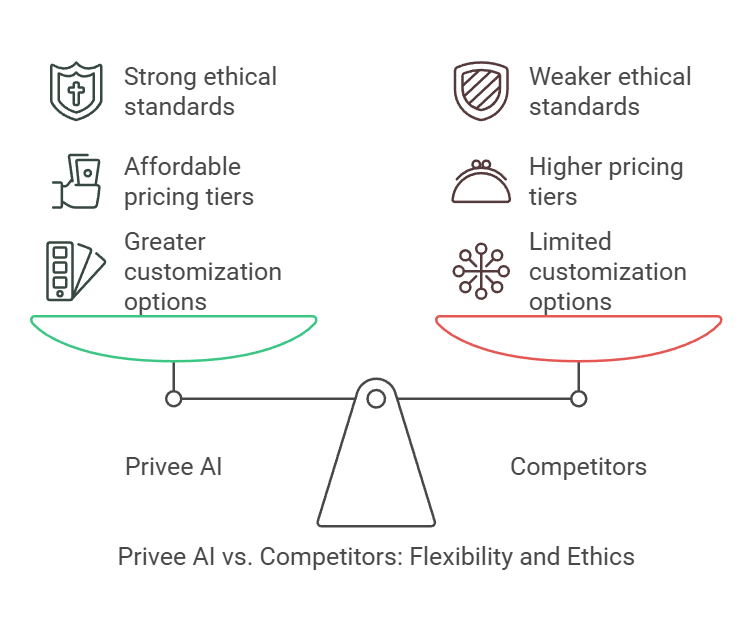 Strong ethical
standards
Affordable
pricing tiers
Greater
customization
options
Weaker ethical
standards
Higher pricing
tiers
Limited
customization
options
Privee AI
Competitors
Privee AI vs. Competitors: Flexibility and Ethics